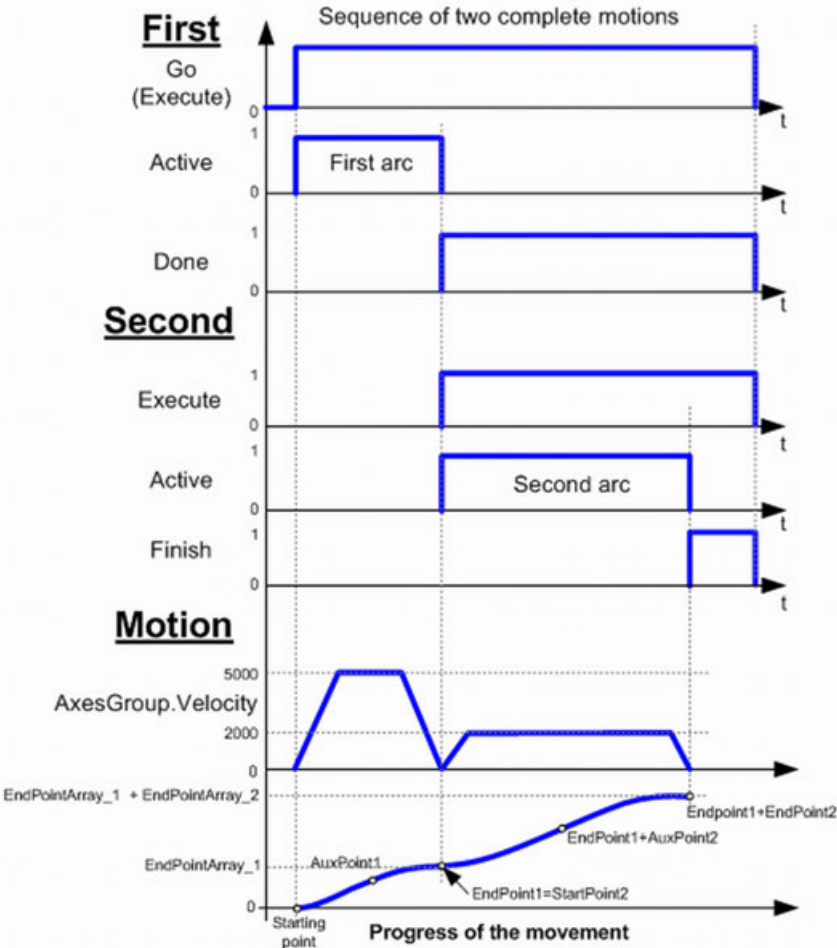 Sequence of two complete motions
First
Go
(Execute)
0
t
1
Active
First arc
0
t
1
Done
0
t
Second
1
Execute
0
t
1
Active
Second arc
0
t
1
Finish
0
t
Motion
5000
AxesGroup.Velocity
2000
0
EndPointArray_1 + EndPointArray_2
Endpoint1+EndPoint2
EndPoint1+AuxPoint2
AuxPoint1
EndPointArray_1
EndPoint1=StartPoint2
0
Starting
point
Progress of the movement